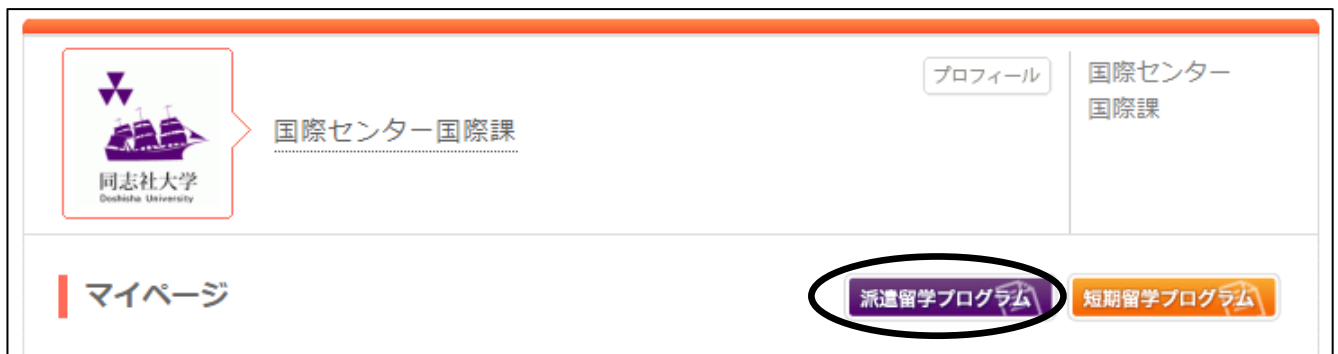 同志社大学
Doshisha University
国際センター国際課
プロフィール
国際センター
国際課
マイページ
派遣留学プログラム
短期留学プログラム